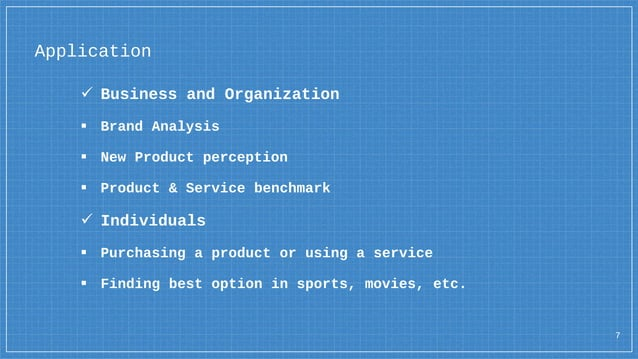 Application
✓ Business and Organization
▪ Brand Analysis
▪ New Product perception
▪ Product & Service benchmark
✓ Individuals
▪ Purchasing a product or using a service
▪ Finding best option in sports, movies, etc.
7